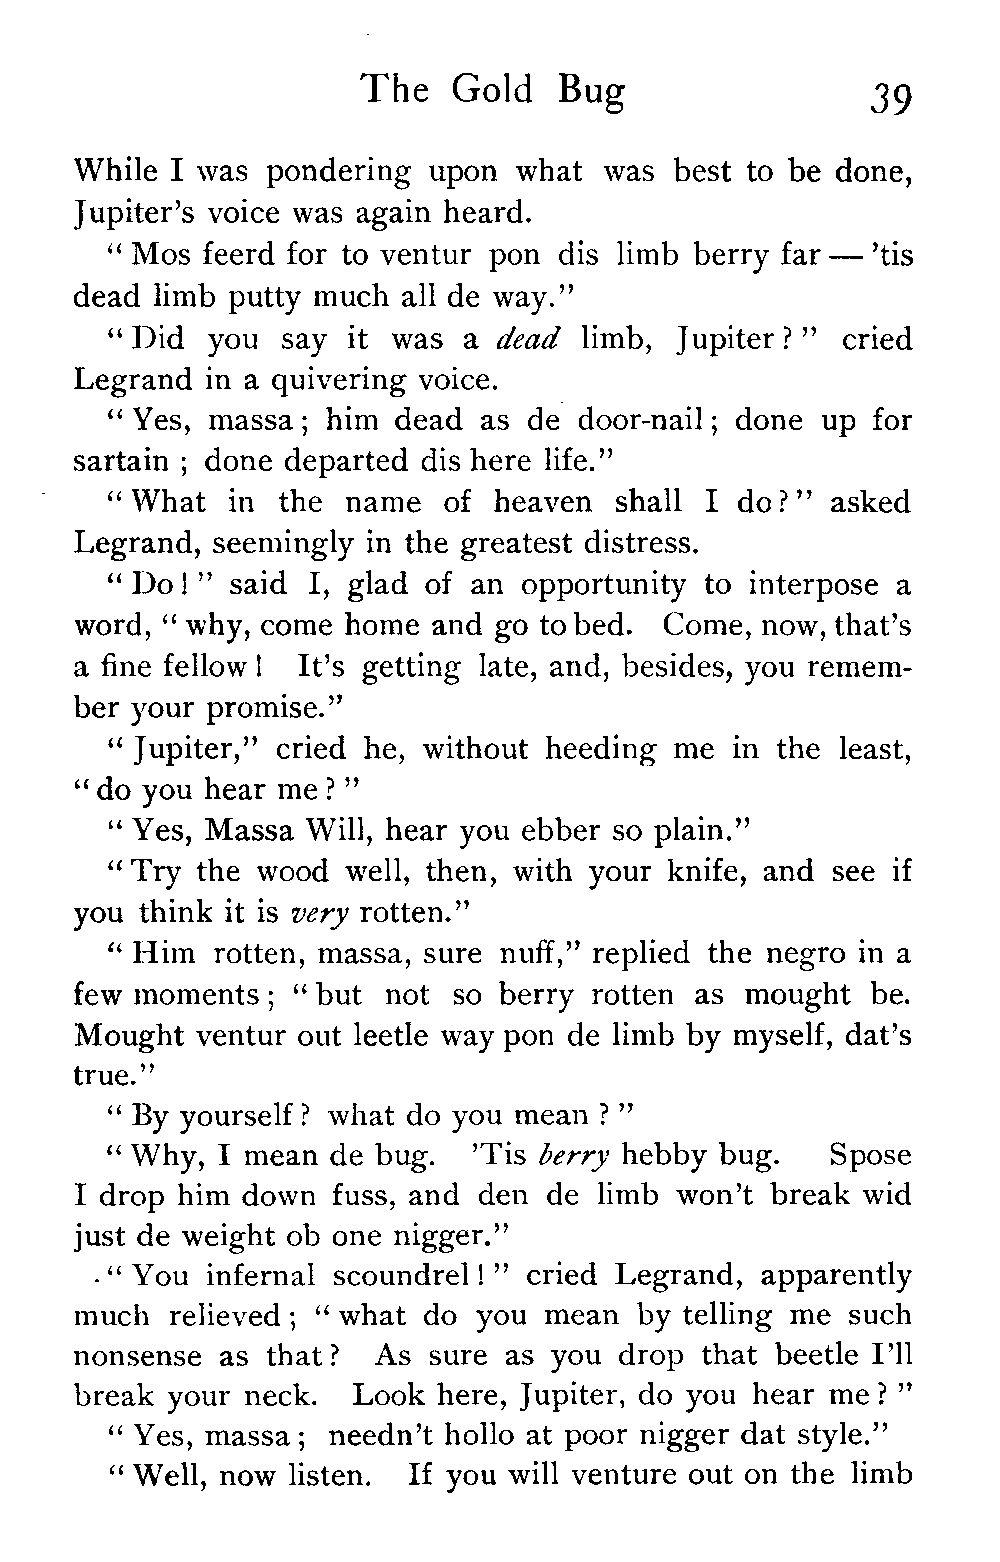 The Gold Bug 39
While I was pondering upon what was best to be done,
Jupiter's voice was again heard.
“ Mos feerd for to ventur pon dis limb berry far — 'tis
dead limb putty much all de way.”
“ Did you say it was a dead limb, Jupiter ? ” cried
Legrand in a quivering voice.
“ Yes, massa ; him dead as de door-nail ; done up for
sartain ; done departed dis here life.”
“ What in the name of heaven shall I do ? ” asked
Legrand, seemingly in the greatest distress.
“ Do ! ” said I, glad of an opportunity to interpose a
word, “ why, come home and go to bed. Come, now, that's
a fine fellow ! It's getting late, and, besides, you remem-
ber your promise.”
“ Jupiter,” cried he, without heeding me in the least,
“ do you hear me ? ”
“ Yes, Massa Will, hear you ebber so plain.”
“ Try the wood well, then, with your knife, and see if
you think it is very rotten.”
“ Him rotten, massa, sure nuff,” replied the negro in a
few moments ; “ but not so berry rotten as mought be.
Mought ventur out leetle way pon de limb by myself, dat's
true.”
“ By yourself ? what do you mean ? ”
“ Why, I mean de bug. 'Tis berry hebby bug. Spose
I drop him down fuss, and den de limb won't break wid
just de weight ob one nigger.”
“ You infernal scoundrel ! ” cried Legrand, apparently
much relieved ; “ what do you mean by telling me such
nonsense as that ? As sure as you drop that beetle I'll
break your neck. Look here, Jupiter, do you hear me ? ”
“ Yes, massa ; needn't hollo at poor nigger dat style.”
“ Well, now listen. If you will venture out on the limb